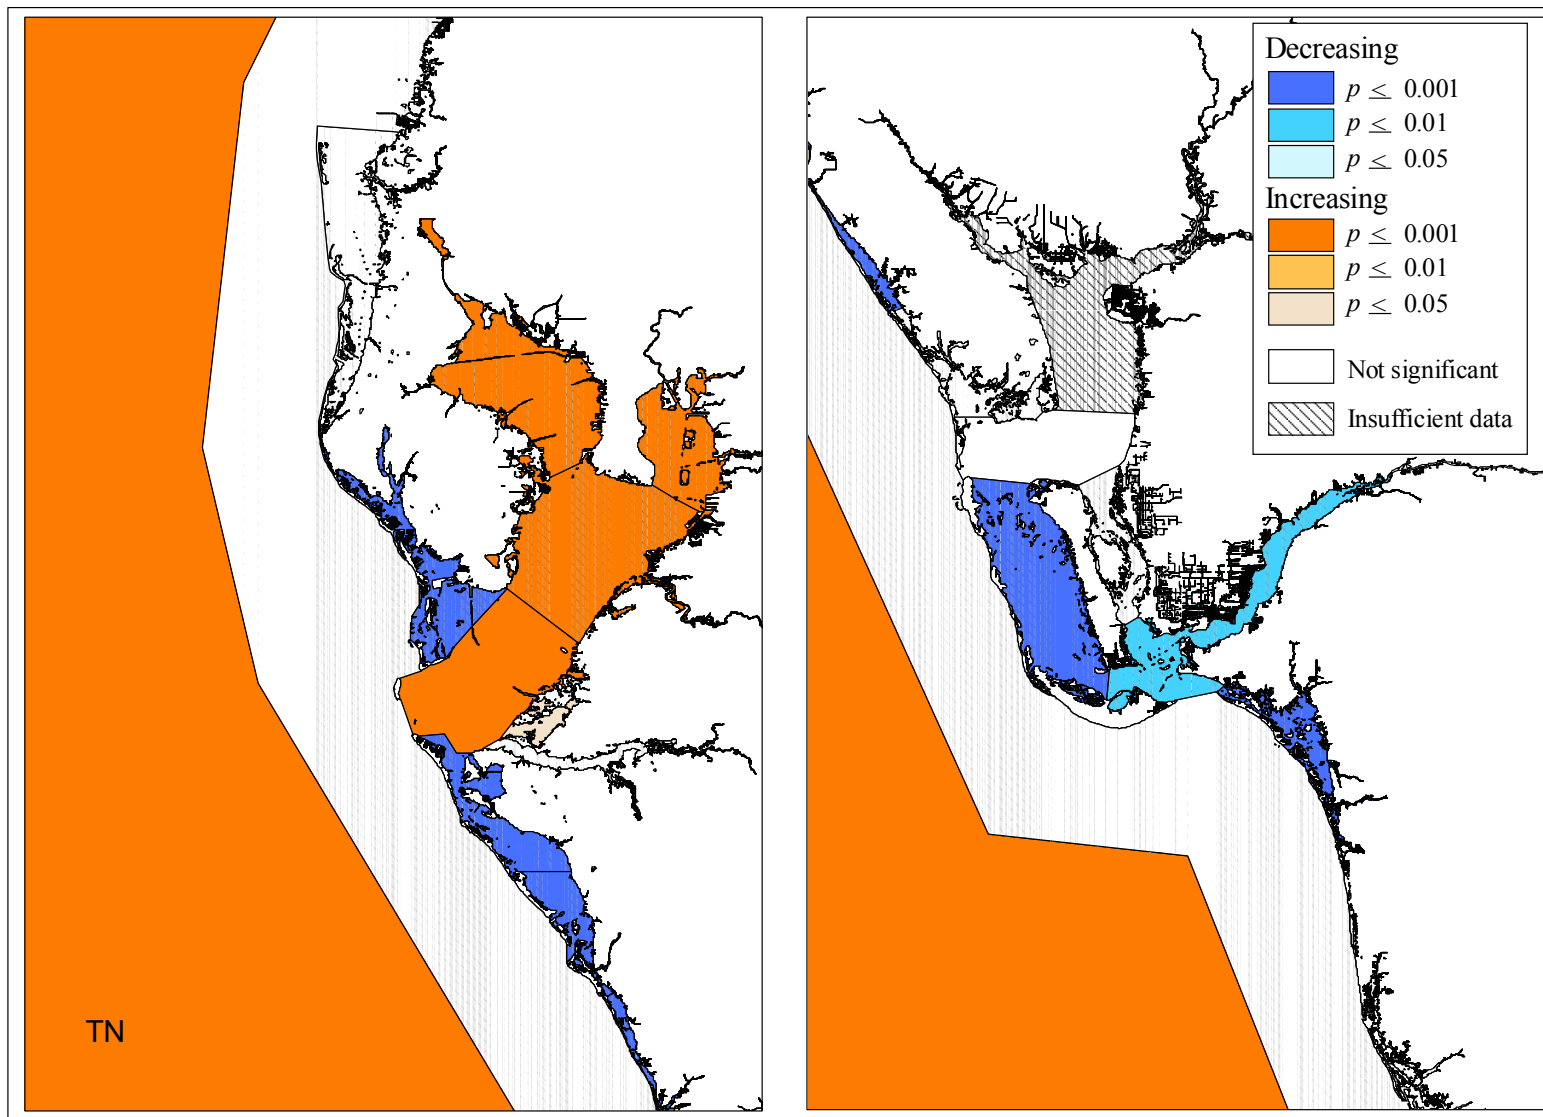 Decreasing
p ≤ 0.001
p ≤ 0.01
p ≤ 0.05
Increasing
p ≤ 0.001
p ≤ 0.01
p ≤ 0.05
Not significant
Insufficient data
TN